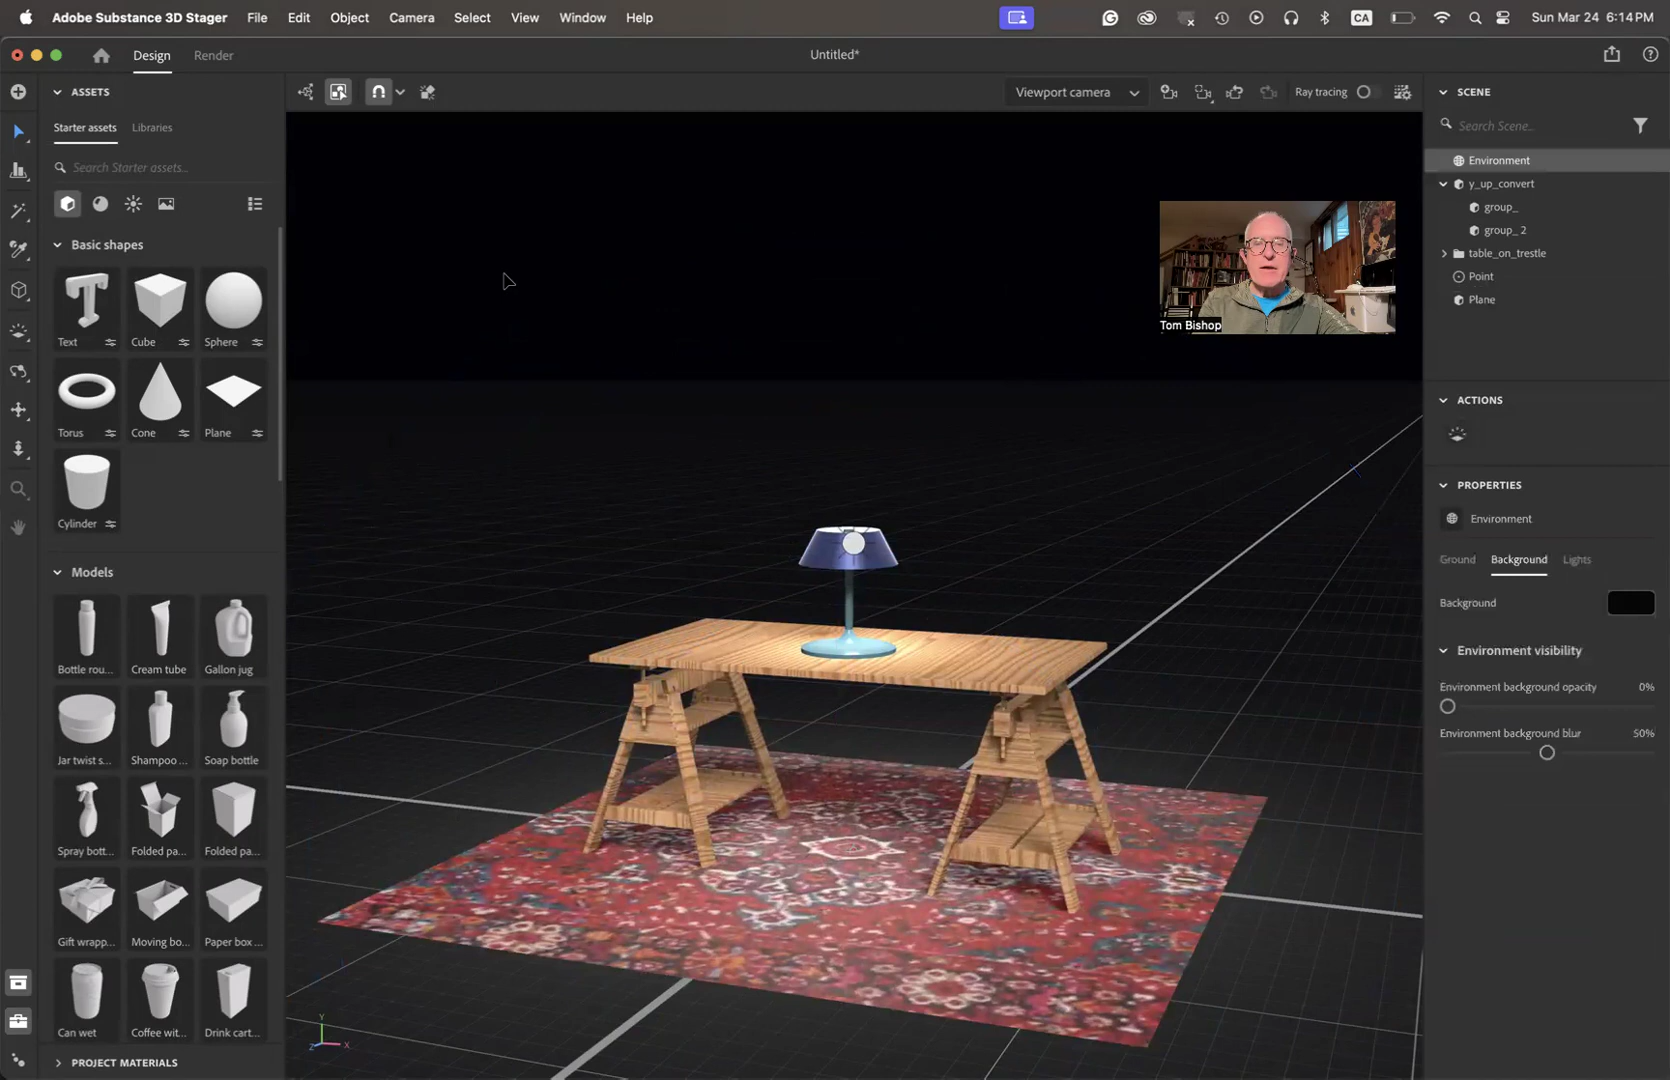 Adobe Substance 3D Stager File Edit Object Camera Select View Window Help CA Sun Mar 24 6:14 PM
Design Render Untitled*
ASSETS
Starter assets Libraries
Search Starter assets...
Basic shapes
Text Cube Sphere
Torus Cone Plane
Cylinder
Models
Bottle rou... Cream tube Gallon jug
Jar twist s... Shampoo ... Soap bottle
Spray bott... Folded pa... Folded pa...
Gift wrapp... Moving bo... Paper box ...
Can wet Coffee wit... Drink cart...
PROJECT MATERIALS
Viewport camera Ray tracing
Tom Bishop
Y
Z X
SCENE
Search Scene...
Environment
y_up_convert
group_
group_ 2
table_on_trestle
Point
Plane
ACTIONS
PROPERTIES
Environment
Ground Background Lights
Background
Environment visibility
Environment background opacity 0%
Environment background blur 50%